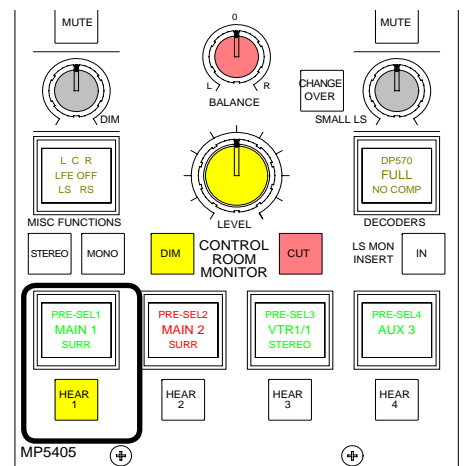 MUTE
0
MUTE
L
R
BALANCE
CHANGE
OVER
DIM
SMALL LS
L C R
LFE OFF
LS RS
DP570
FULL
NO COMP
MISC FUNCTIONS
LEVEL
DECODERS
STEREO
MONO
DIM
CONTROL
ROOM
MONITOR
CUT
LS MON
INSERT
IN
PRE-SEL1
MAIN 1
SURR
PRE-SEL2
MAIN 2
SURR
PRE-SEL3
VTR1/1
STEREO
PRE-SEL4
AUX 3
HEAR
1
HEAR
2
HEAR
3
HEAR
4
MP5405